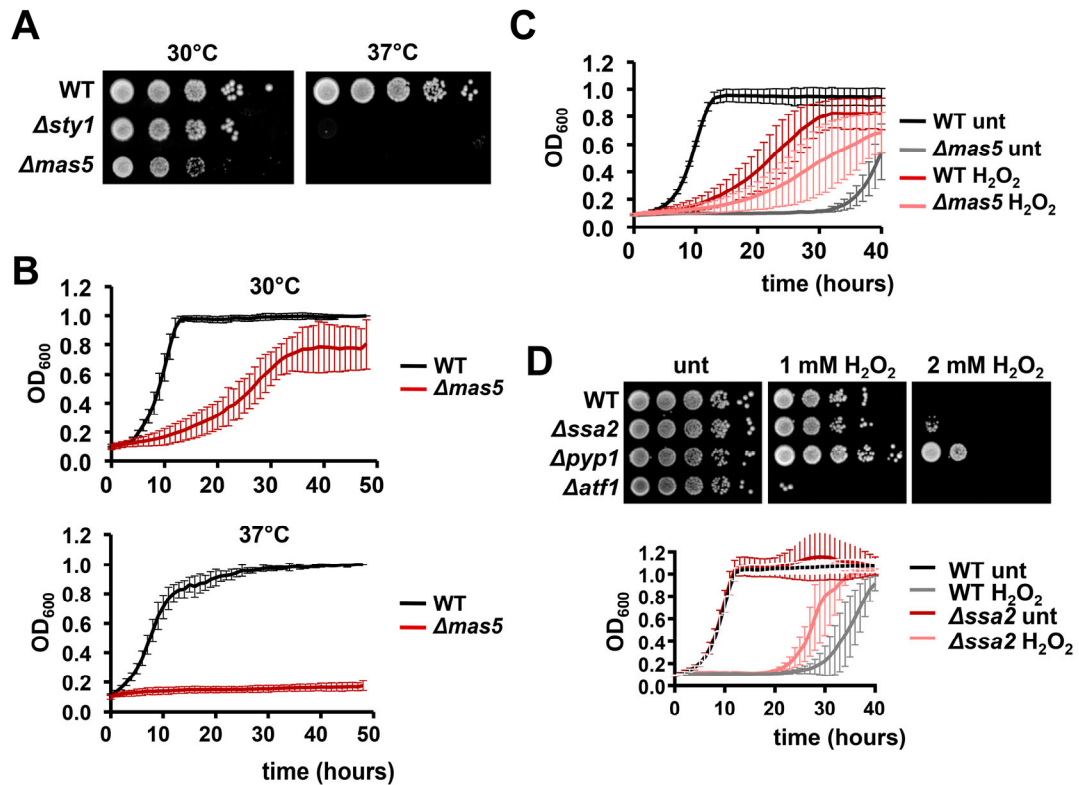 A
30°C
37°C
WT
Δsty1
Δmas5
B
30°C
1.2
1.0
0.8
0.6
0.4
0.2
0.0
OD600
0
10
20
30
40
50
WT
Δmas5
37°C
1.2
1.0
0.8
0.6
0.4
0.2
0.0
OD600
0
10
20
30
40
50
time (hours)
WT
Δmas5
C
1.2
1.0
0.8
0.6
0.4
0.2
0.0
OD600
0
10
20
30
40
time (hours)
WT unt
Δmas5 unt
WT H2O2
Δmas5 H2O2
D
unt
1 mM H2O2
2 mM H2O2
WT
Δssa2
Δpyp1
Δatf1
1.2
1.0
0.8
0.6
0.4
0.2
0.0
OD600
0
10
20
30
40
time (hours)
WT unt
WT H2O2
Δssa2 unt
Δssa2 H2O2